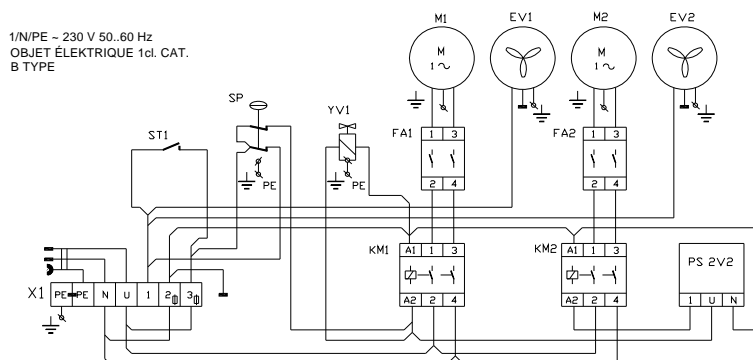 1/N/PE ~ 230 V 50..60 Hz
OBJET ÉLEKTRIQUE 1cl. CAT.
B TYPE
M1 EV1 M2 EV2
M M
1 ~ 1 ~
SP YV1
ST1 FA1 1 3 FA2 1 3
PE PE 2 4 2 4
KM1 A1 1 3 KM2 A1 1 3 PS 2V2
X1 PE PE N U 1 2 3 A2 2 4 A2 2 4 1 U N